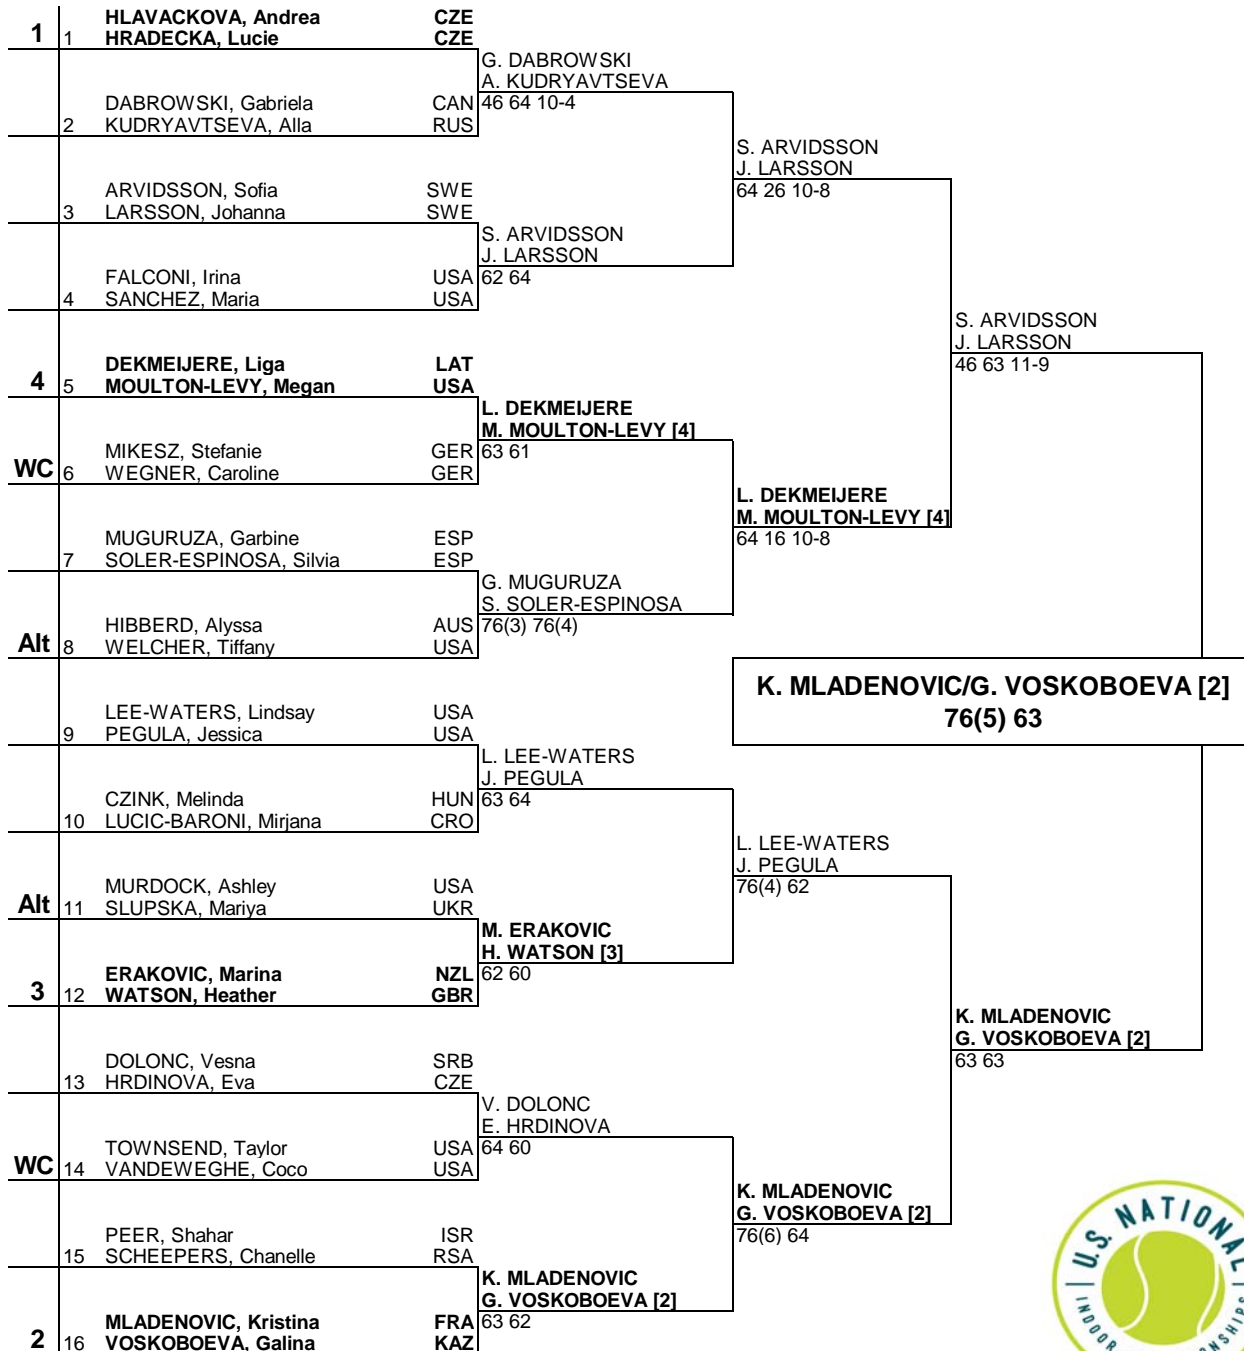 HLAVACKOVA, Andrea CZE
1 1 HRADECKA, Lucie CZE
G. DABROWSKI
A. KUDRYAVTSEVA
DABROWSKI, Gabriela CAN 46 64 10-4
2 KUDRYAVTSEVA, Alla RUS
S. ARVIDSSON
J. LARSSON
ARVIDSSON, Sofia SWE 64 26 10-8
3 LARSSON, Johanna SWE
S. ARVIDSSON
J. LARSSON
FALCONI, Irina USA 62 64
4 SANCHEZ, Maria USA
S. ARVIDSSON
J. LARSSON
DEKMEIJERE, Liga LAT 46 63 11-9
4 5 MOULTON-LEVY, Megan USA
L. DEKMEIJERE
M. MOULTON-LEVY [4]
MIKESZ, Stefanie GER 63 61
WC 6 WEGNER, Caroline GER
L. DEKMEIJERE
M. MOULTON-LEVY [4]
MUGURUZA, Garbine ESP 64 16 10-8
7 SOLER-ESPINOSA, Silvia ESP
G. MUGURUZA
S. SOLER-ESPINOSA
HIBBERD, Alyssa AUS 76(3) 76(4)
Alt 8 WELCHER, Tiffany USA
K. MLADENOVIC/G. VOSKOBOEVA [2]
76(5) 63
LEE-WATERS, Lindsay USA
9 PEGULA, Jessica USA
L. LEE-WATERS
J. PEGULA
CZINK, Melinda HUN 63 64
10 LUCIC-BARONI, Mirjana CRO
L. LEE-WATERS
J. PEGULA
MURDOCK, Ashley USA 76(4) 62
Alt 11 SLUPSKA, Mariya UKR
M. ERAKOVIC
H. WATSON [3]
ERAKOVIC, Marina NZL 62 60
3 12 WATSON, Heather GBR
K. MLADENOVIC
G. VOSKOBOEVA [2]
DOLONC, Vesna SRB 63 63
13 HRDINOVA, Eva CZE
V. DOLONC
E. HRDINOVA
TOWNSEND, Taylor USA 64 60
WC 14 VANDEWEGHE, Coco USA
K. MLADENOVIC
G. VOSKOBOEVA [2]
PEER, Shahar ISR 76(6) 64
15 SCHEEPERS, Chanelle RSA
K. MLADENOVIC
G. VOSKOBOEVA [2]
MLADENOVIC, Kristina FRA 63 62
2 16 VOSKOBOEVA, Galina KAZ
U.S. NATIONAL
INDOOR